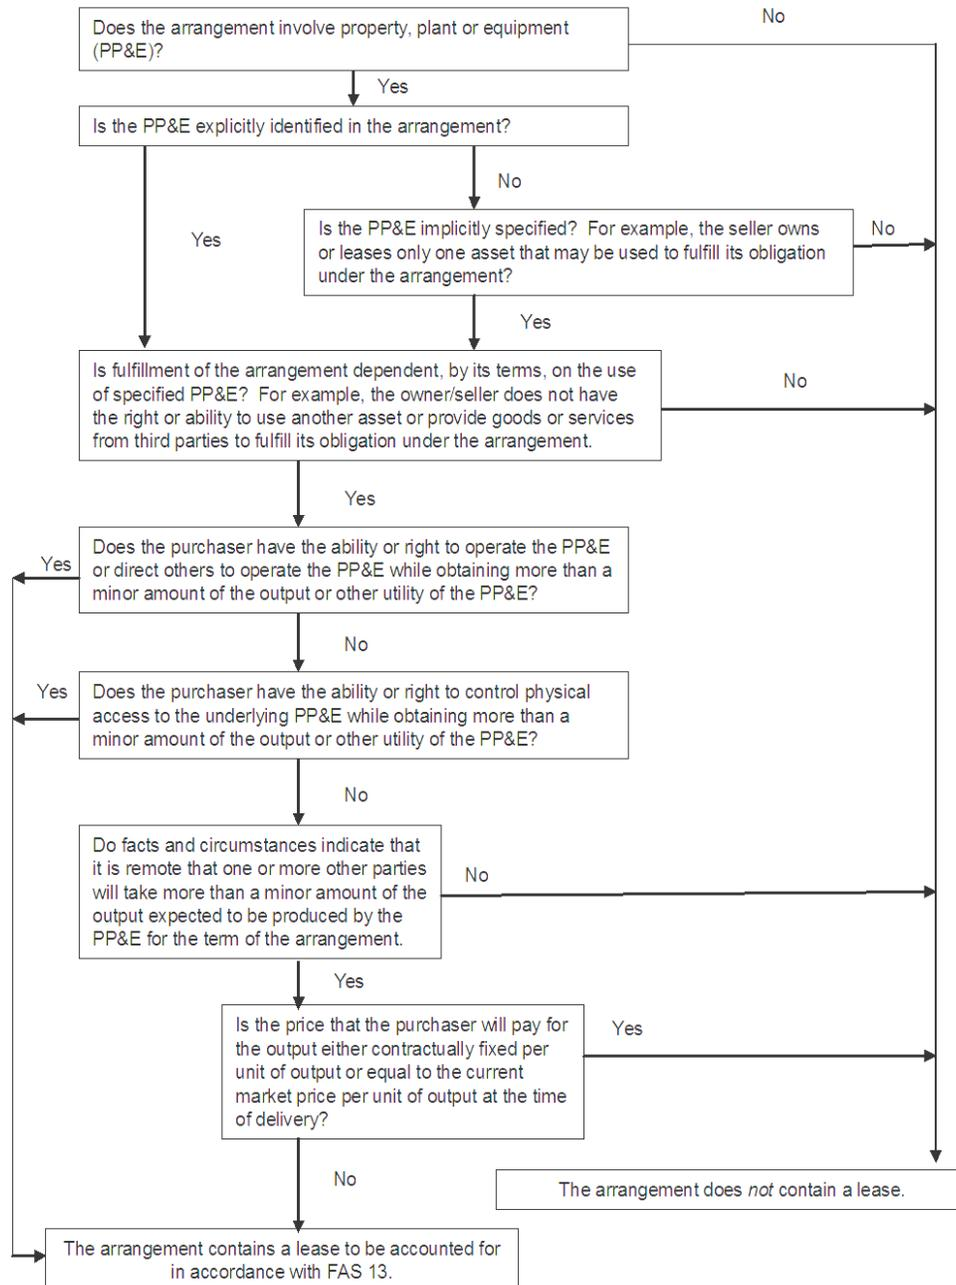 Does the arrangement involve property, plant or equipment
(PP&E)?
No
Yes
Is the PP&E explicitly identified in the arrangement?
No
Yes
Is the PP&E implicitly specified? For example, the seller owns
or leases only one asset that may be used to fulfill its obligation
under the arrangement?
No
Yes
Is fulfillment of the arrangement dependent, by its terms, on the use
of specified PP&E? For example, the owner/seller does not have
the right or ability to use another asset or provide goods or services
from third parties to fulfill its obligation under the arrangement.
No
Yes
Does the purchaser have the ability or right to operate the PP&E
or direct others to operate the PP&E while obtaining more than a
minor amount of the output or other utility of the PP&E?
Yes
No
Does the purchaser have the ability or right to control physical
access to the underlying PP&E while obtaining more than a
minor amount of the output or other utility of the PP&E?
Yes
No
Do facts and circumstances indicate that
it is remote that one or more other parties
will take more than a minor amount of the
output expected to be produced by the
PP&E for the term of the arrangement.
No
Yes
Is the price that the purchaser will pay for
the output either contractually fixed per
unit of output or equal to the current
market price per unit of output at the time
of delivery?
Yes
No
The arrangement does not contain a lease.
The arrangement contains a lease to be accounted for
in accordance with FAS 13.